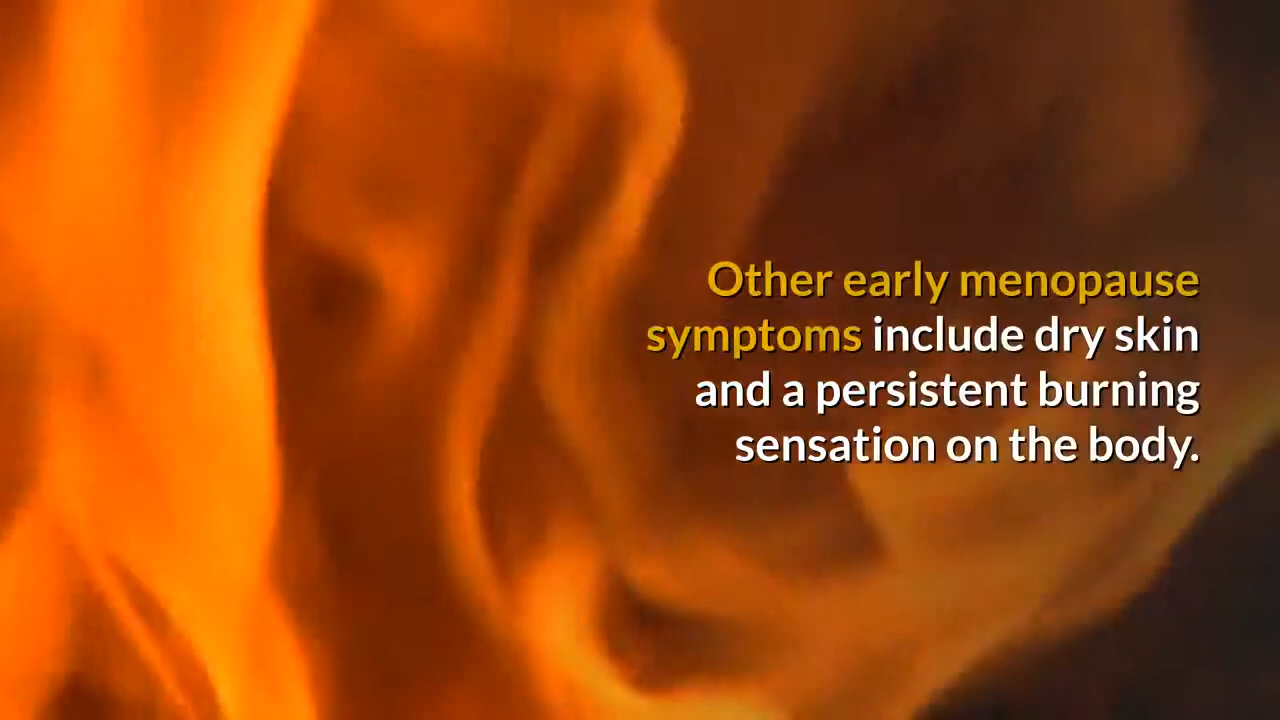 Other early menopause
symptoms include dry skin
and a persistent burning
sensation on the body.